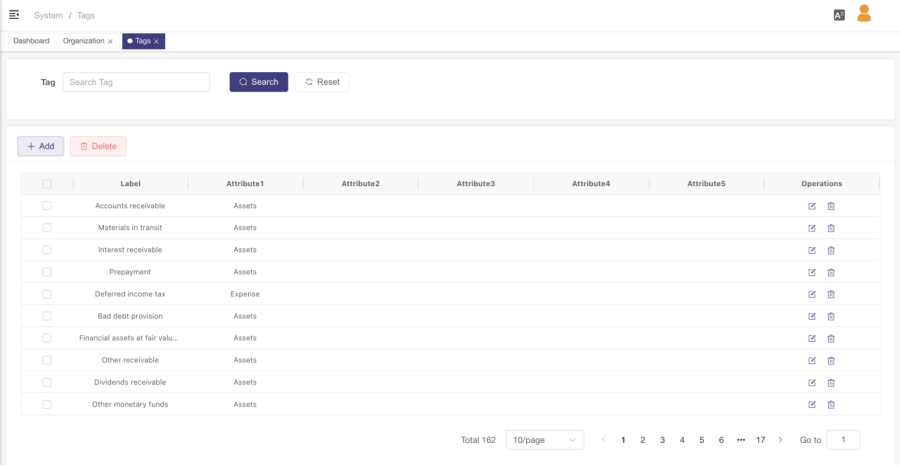 System / Tags
Dashboard Organization × Tags ×
Tag Search Tag Search Reset
+ Add Delete
Label Attribute1 Attribute2 Attribute3 Attribute4 Attribute5 Operations
Accounts receivable Assets
Materials in transit Assets
Interest receivable Assets
Prepayment Assets
Deferred income tax Expense
Bad debt provision Assets
Financial assets at fair valu... Assets
Other receivable Assets
Dividends receivable Assets
Other monetary funds Assets
Total 162 10/page < 1 2 3 4 5 6 ••• 17 > Go to 1